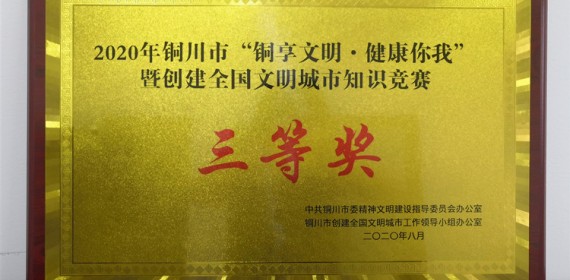 2020年铜川市“铜享文明·健康你我”
暨创建全国文明城市知识竞赛
三等奖
中共铜川市委精神文明建设指导委员会办公室
铜川市创建全国文明城市工作领导小组办公室
二〇二〇年八月